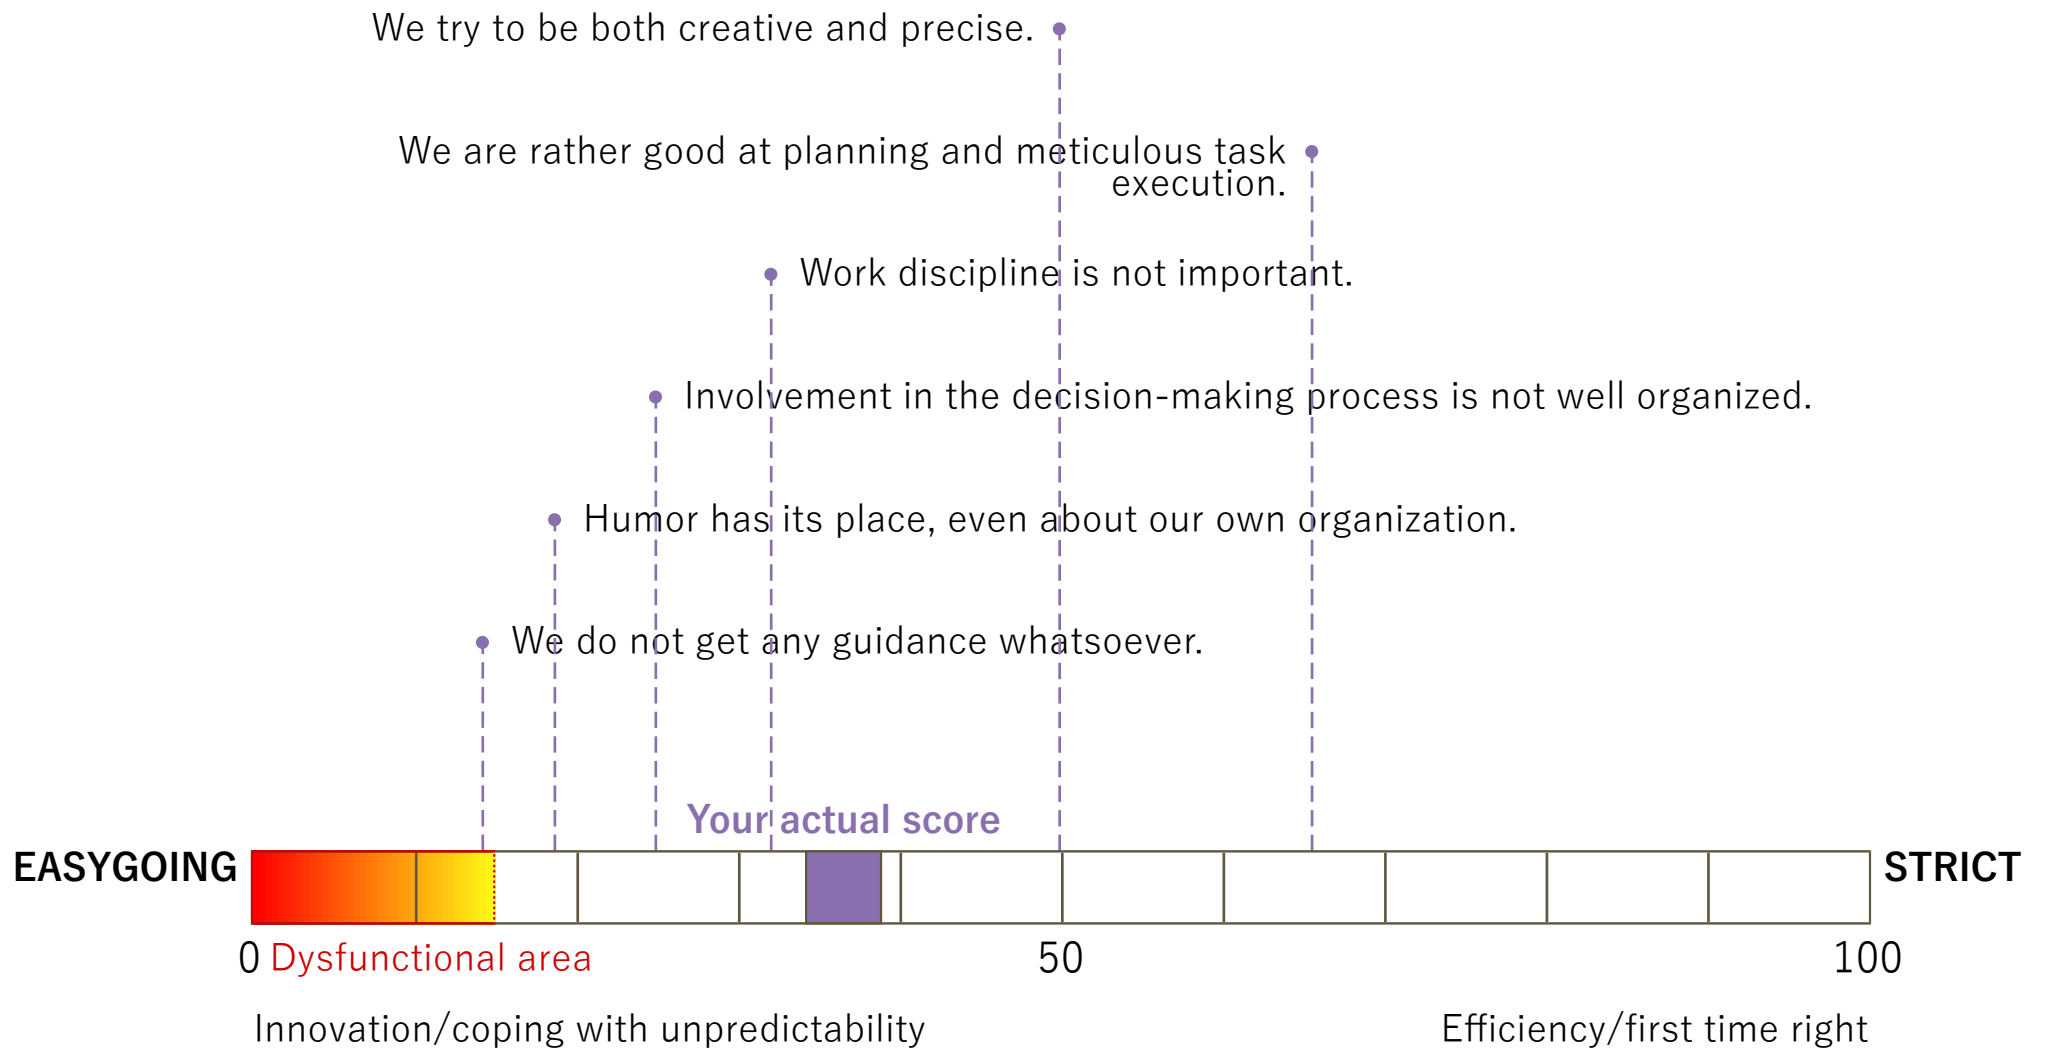 We try to be both creative and precise.
We are rather good at planning and meticulous task
execution.
Work discipline is not important.
Involvement in the decision-making process is not well organized.
Humor has its place, even about our own organization.
We do not get any guidance whatsoever.
Your actual score
EASYGOING
STRICT
0
Dysfunctional area
50
100
Innovation/coping with unpredictability
Efficiency/first time right